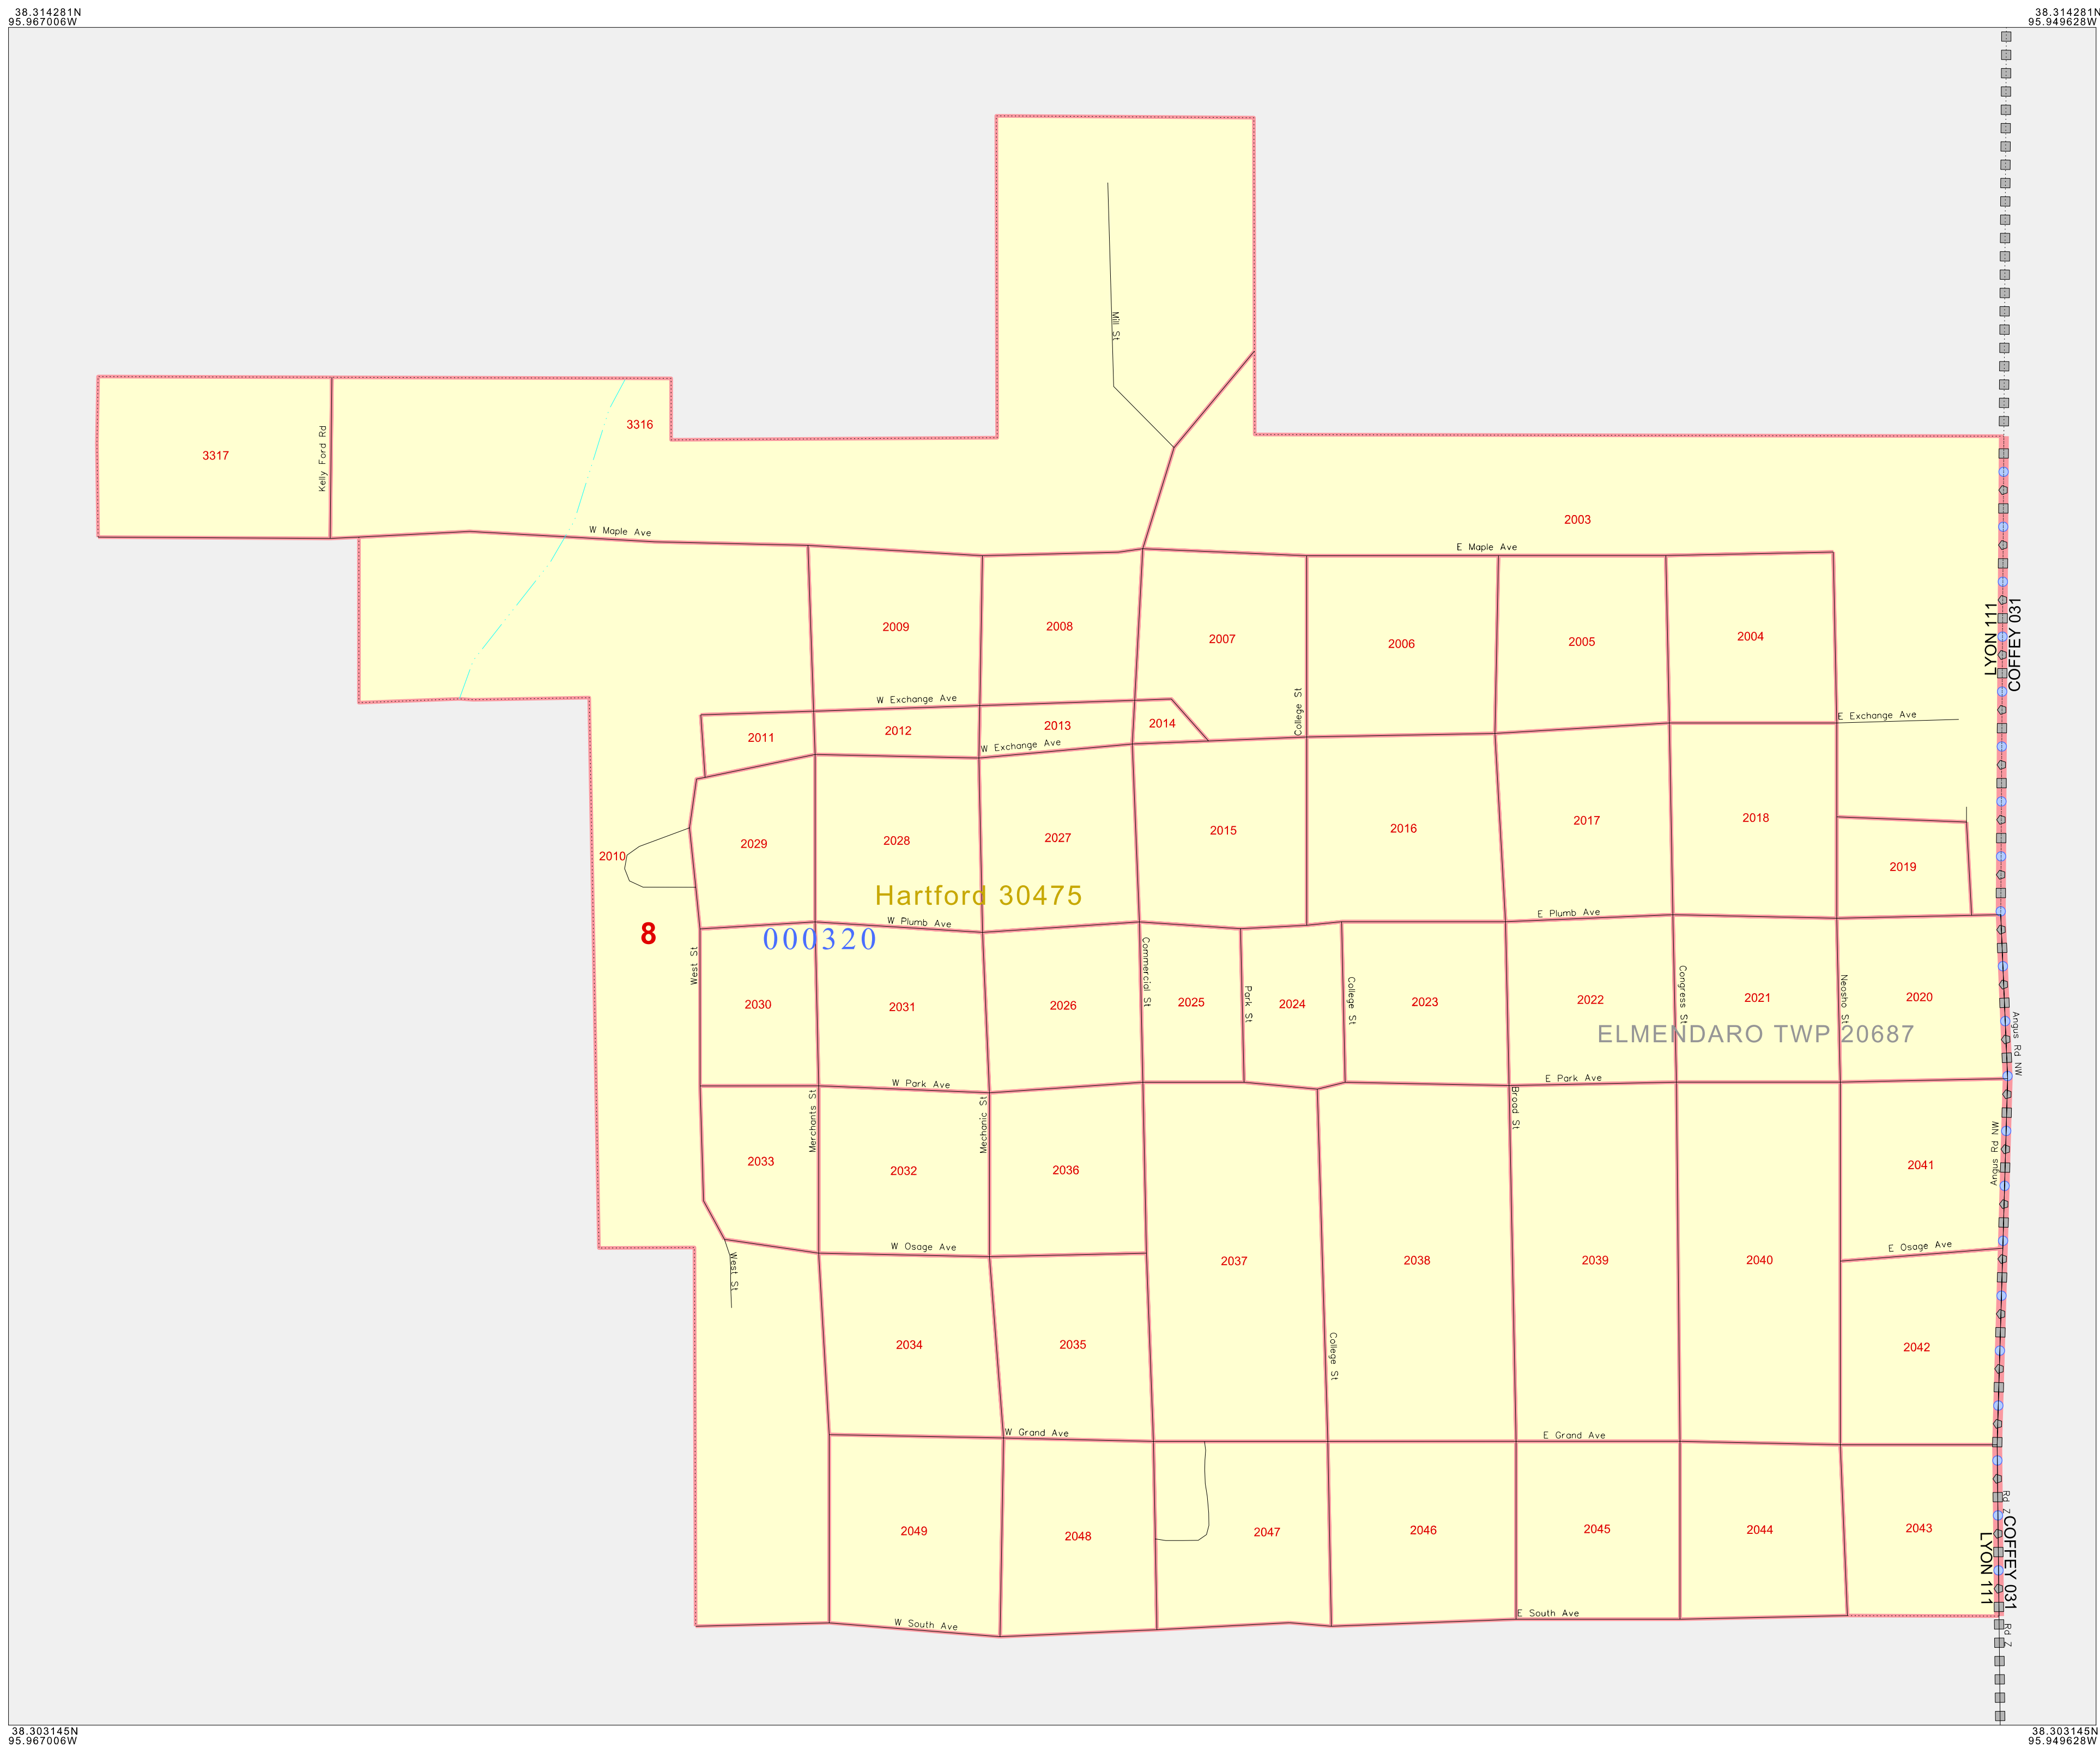 38.314281N
95.967006W
38.314281N
95.949628W
Mill St
3316
3317
Kelly Ford Rd
2003
W Maple Ave
E Maple Ave
LYON 111
COFFEY 031
2009
2008
2007
2006
2005
2004
W Exchange Ave
College St
E Exchange Ave
2011
2012
2013
2014
W Exchange Ave
2010
2029
2028
2027
2015
2016
2017
2018
2019
Hartford 30475
8
000320
W Plumb Ave
E Plumb Ave
West St
Commercial St
2030
2031
2026
2025
Park St
2024
College St
2023
2022
Congress St
2021
Neosho St
2020
ELMENDARO TWP 20687
Angus Rd NW
W Park Ave
E Park Ave
Merchants St
Mechanic St
Broad St
Angus Rd NW
2033
2032
2036
2041
W Osage Ave
E Osage Ave
West St
2037
2038
2039
2040
2034
2035
College St
2042
W Grand Ave
E Grand Ave
Rd Z
2049
2048
2047
2046
2045
2044
2043
LYON 111
COFFEY 031
W South Ave
E South Ave
Rd Z
38.303145N
95.967006W
38.303145N
95.949628W